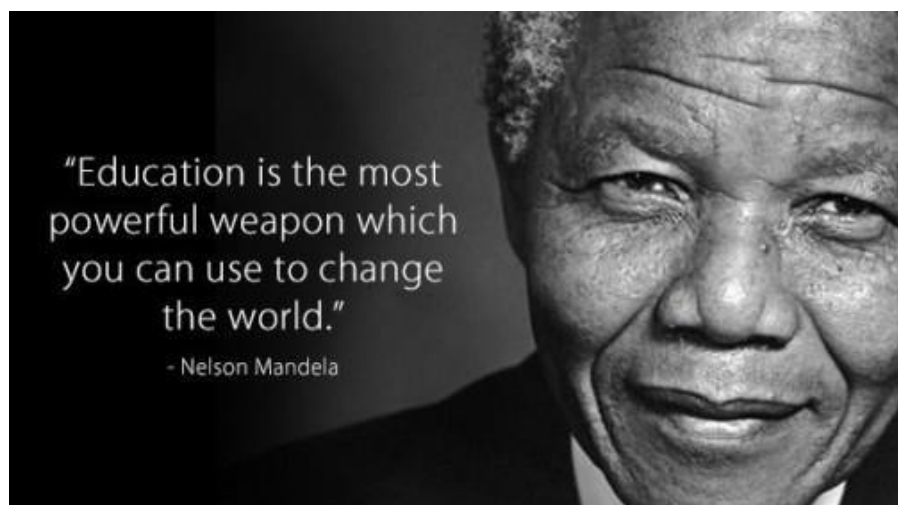 “Education is the most
powerful weapon which
you can use to change
the world.”
- Nelson Mandela